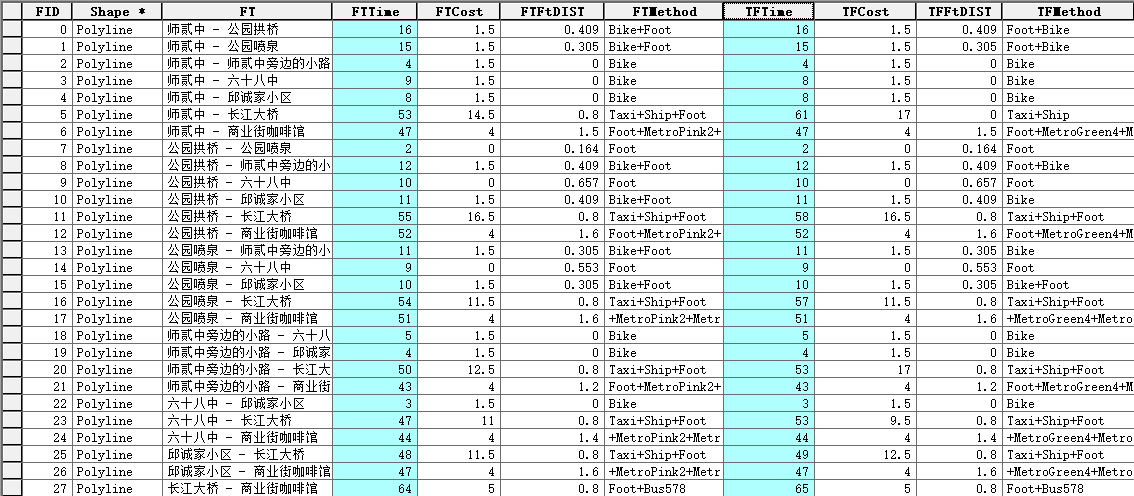 FID Shape * FT FTTime FTCost FTFtDIST FTMethod TFTime TFCost TFFtDIST TFMethod
0 Polyline 师贰中 - 公园拱桥 16 1.5 0.409 Bike+Foot 16 1.5 0.409 Foot+Bike
1 Polyline 师贰中 - 公园喷泉 15 1.5 0.305 Bike+Foot 15 1.5 0.305 Foot+Bike
2 Polyline 师贰中 - 师贰中旁边的小路 4 1.5 0 Bike 4 1.5 0 Bike
3 Polyline 师贰中 - 六十八中 9 1.5 0 Bike 8 1.5 0 Bike
4 Polyline 师贰中 - 邱诚家小区 8 1.5 0 Bike 8 1.5 0 Bike
5 Polyline 师贰中 - 长江大桥 53 14.5 0.8 Taxi+Ship+Foot 61 17 0 Taxi+Ship
6 Polyline 师贰中 - 商业街咖啡馆 47 4 1.5 Foot+MetroPink2+ 47 4 1.5 Foot+MetroGreen4+M
7 Polyline 公园拱桥 - 公园喷泉 2 0 0.164 Foot 2 0 0.164 Foot
8 Polyline 公园拱桥 - 师贰中旁边的小 12 1.5 0.409 Bike+Foot 12 1.5 0.409 Foot+Bike
9 Polyline 公园拱桥 - 六十八中 10 0 0.657 Foot 10 0 0.657 Foot
10 Polyline 公园拱桥 - 邱诚家小区 11 1.5 0.409 Bike+Foot 11 1.5 0.409 Bike
11 Polyline 公园拱桥 - 长江大桥 55 16.5 0.8 Taxi+Ship+Foot 58 16.5 0.8 Taxi+Ship+Foot
12 Polyline 公园拱桥 - 商业街咖啡馆 52 4 1.6 Foot+MetroPink2+ 52 4 1.6 Foot+MetroGreen4+M
13 Polyline 公园喷泉 - 师贰中旁边的小 11 1.5 0.305 Bike 11 1.5 0.305 Bike
14 Polyline 公园喷泉 - 六十八中 9 0 0.553 Foot 9 0 0.553 Foot
15 Polyline 公园喷泉 - 邱诚家小区 10 1.5 0.305 Bike+Foot 10 1.5 0.305 Bike+Foot
16 Polyline 公园喷泉 - 长江大桥 54 11.5 0.8 Taxi+Ship+Foot 57 11.5 0.8 Taxi+Ship+Foot
17 Polyline 公园喷泉 - 商业街咖啡馆 51 4 1.6 +MetroPink2+Metr 51 4 1.6 +MetroGreen4+Metro
18 Polyline 师贰中旁边的小路 - 六十八 5 1.5 0 Bike 5 1.5 0 Bike
19 Polyline 师贰中旁边的小路 - 邱诚家 4 1.5 0 Bike 4 1.5 0 Bike
20 Polyline 师贰中旁边的小路 - 长江大 50 12.5 0.8 Taxi+Ship+Foot 53 17 0.8 Taxi+Ship+Foot
21 Polyline 师贰中旁边的小路 - 商业街 43 4 1.2 Foot+MetroPink2+ 43 4 1.2 Foot+MetroGreen4+M
22 Polyline 六十八中 - 邱诚家小区 3 1.5 0 Bike 3 1.5 0 Bike
23 Polyline 六十八中 - 长江大桥 47 11 0.8 Taxi+Ship+Foot 53 9.5 0.8 Taxi+Ship+Foot
24 Polyline 六十八中 - 商业街咖啡馆 44 4 1.4 +MetroPink2+Metr 44 4 1.4 +MetroGreen4+Metro
25 Polyline 邱诚家小区 - 长江大桥 48 11.5 0.8 Taxi+Ship+Foot 49 12.5 0.8 Taxi+Ship+Foot
26 Polyline 邱诚家小区 - 商业街咖啡馆 47 4 1.6 +MetroPink2+Metr 47 4 1.6 +MetroGreen4+Metro
27 Polyline 长江大桥 - 商业街咖啡馆 64 5 0.8 Foot+Bus578 65 5 0.8 Foot+Bus578